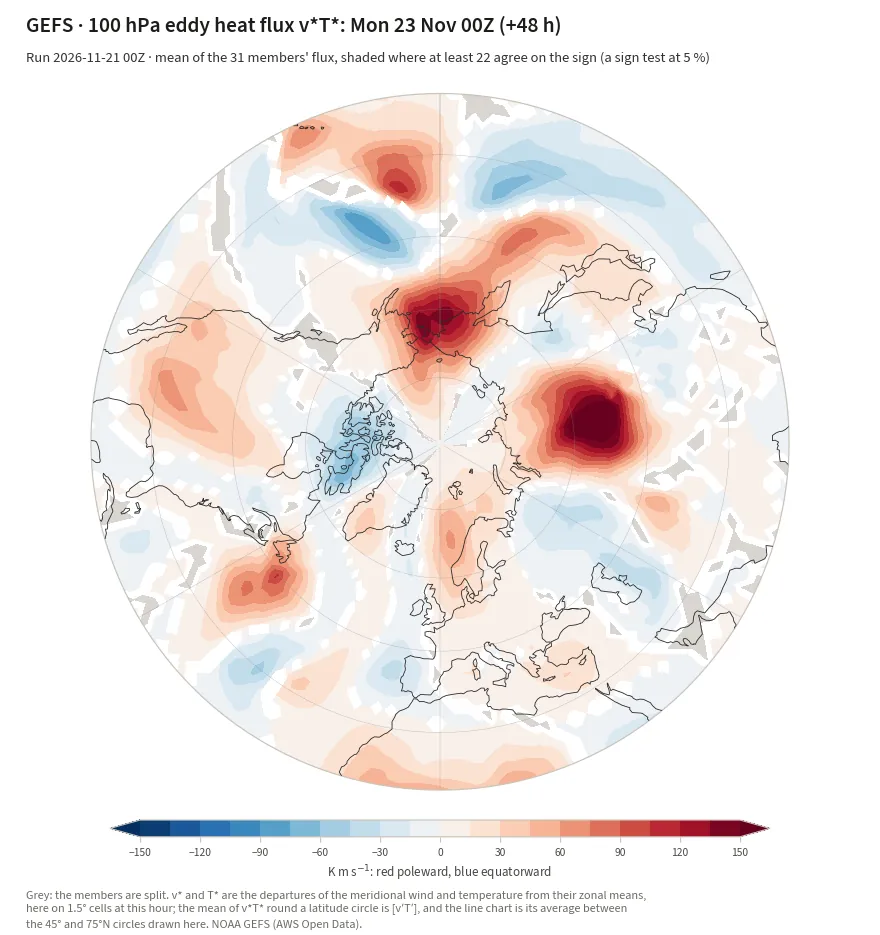 GEFS · 100 hPa eddy heat flux v*T*: Mon 23 Nov 00Z (+48 h)
Run 2026-11-21 00Z · mean of the 31 members' flux, shaded where at least 22 agree on the sign (a sign test at 5 %)
−150 −120 −90 −60 −30 0 30 60 90 120 150
K m s⁻¹: red poleward, blue equatorward
Grey: the members are split. v* and T* are the departures of the meridional wind and temperature from their zonal means,
here on 1.5° cells at this hour; the mean of v*T* round a latitude circle is [v'T'], and the line chart is its average between
the 45° and 75°N circles drawn here. NOAA GEFS (AWS Open Data).